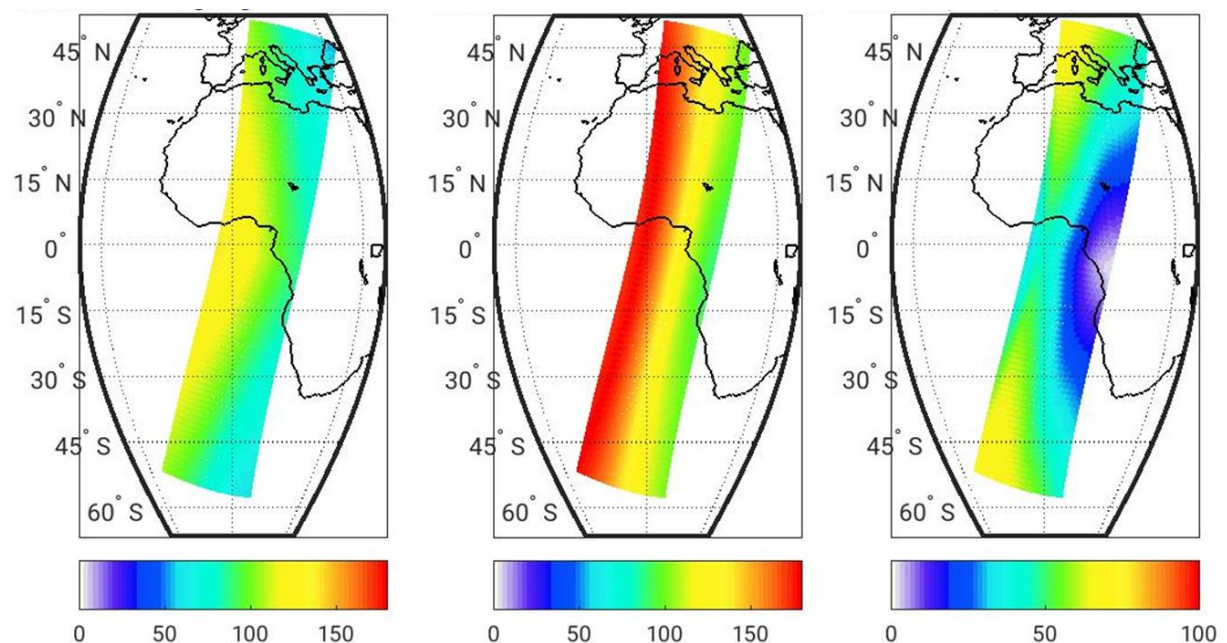 45° N 45° N 45° N
30° N 30° N 30° N
15° N 15° N 15° N
0° 0° 0°
15° S 15° S 15° S
30° S 30° S 30° S
45° S 45° S 45° S
60° S 60° S 60° S
0 50 100 150 0 50 100 150 0 50 100